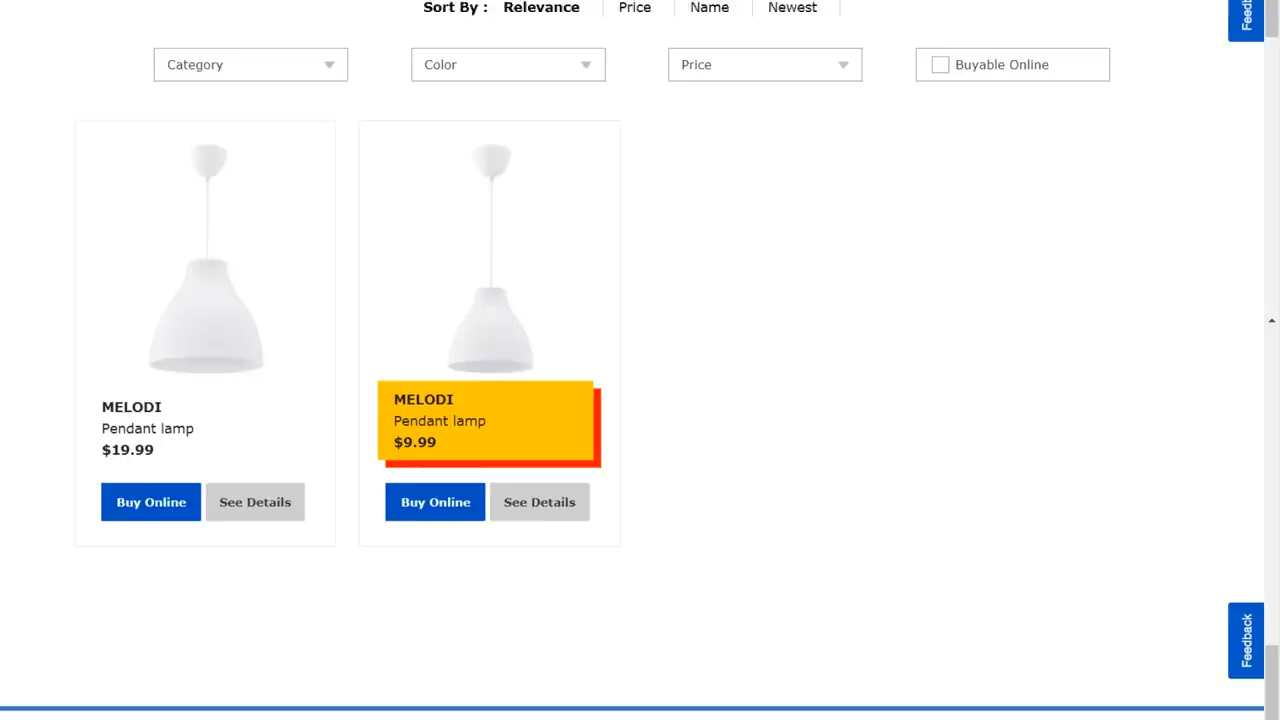 Sort By : Relevance Price Name Newest
Category Color Price Buyable Online
MELODI
Pendant lamp
$19.99
Buy Online See Details
MELODI
Pendant lamp
$9.99
Buy Online See Details
Feedb
Feedback